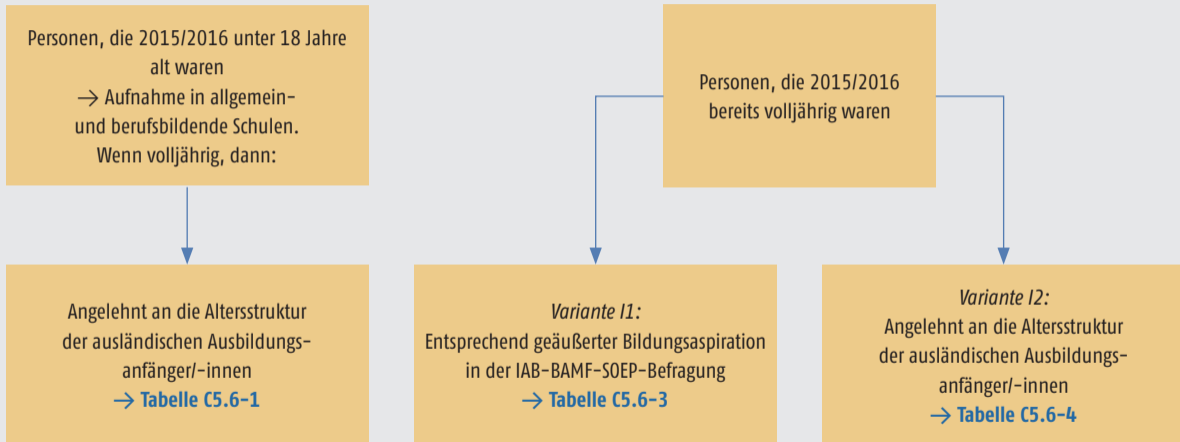 Personen, die 2015/2016 unter 18 Jahre
alt waren
→ Aufnahme in allgemein-
und berufsbildende Schulen.
Wenn volljährig, dann:
Personen, die 2015/2016
bereits volljährig waren
Angelehnt an die Altersstruktur
der ausländischen Ausbildungs-
anfänger/-innen
→ Tabelle C5.6-1
Variante I1:
Entsprechend geäußerter Bildungsaspiration
in der IAB-BAMF-SOEP-Befragung
→ Tabelle C5.6-3
Variante I2:
Angelehnt an die Altersstruktur
der ausländischen Ausbildungs-
anfänger/-innen
→ Tabelle C5.6-4